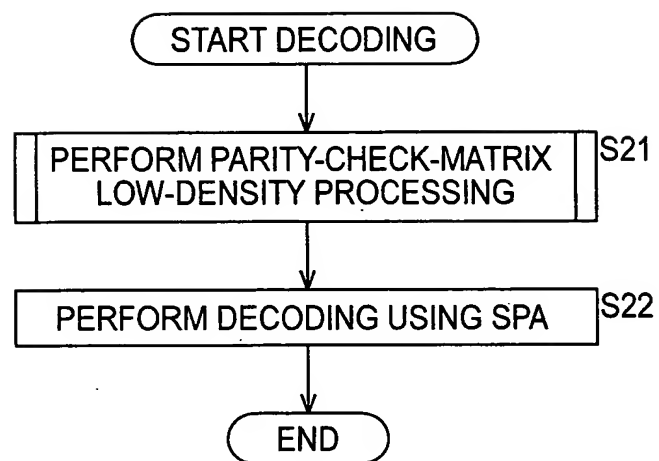 START DECODING
PERFORM PARITY-CHECK-MATRIX
LOW-DENSITY PROCESSING
S21
PERFORM DECODING USING SPA
S22
END